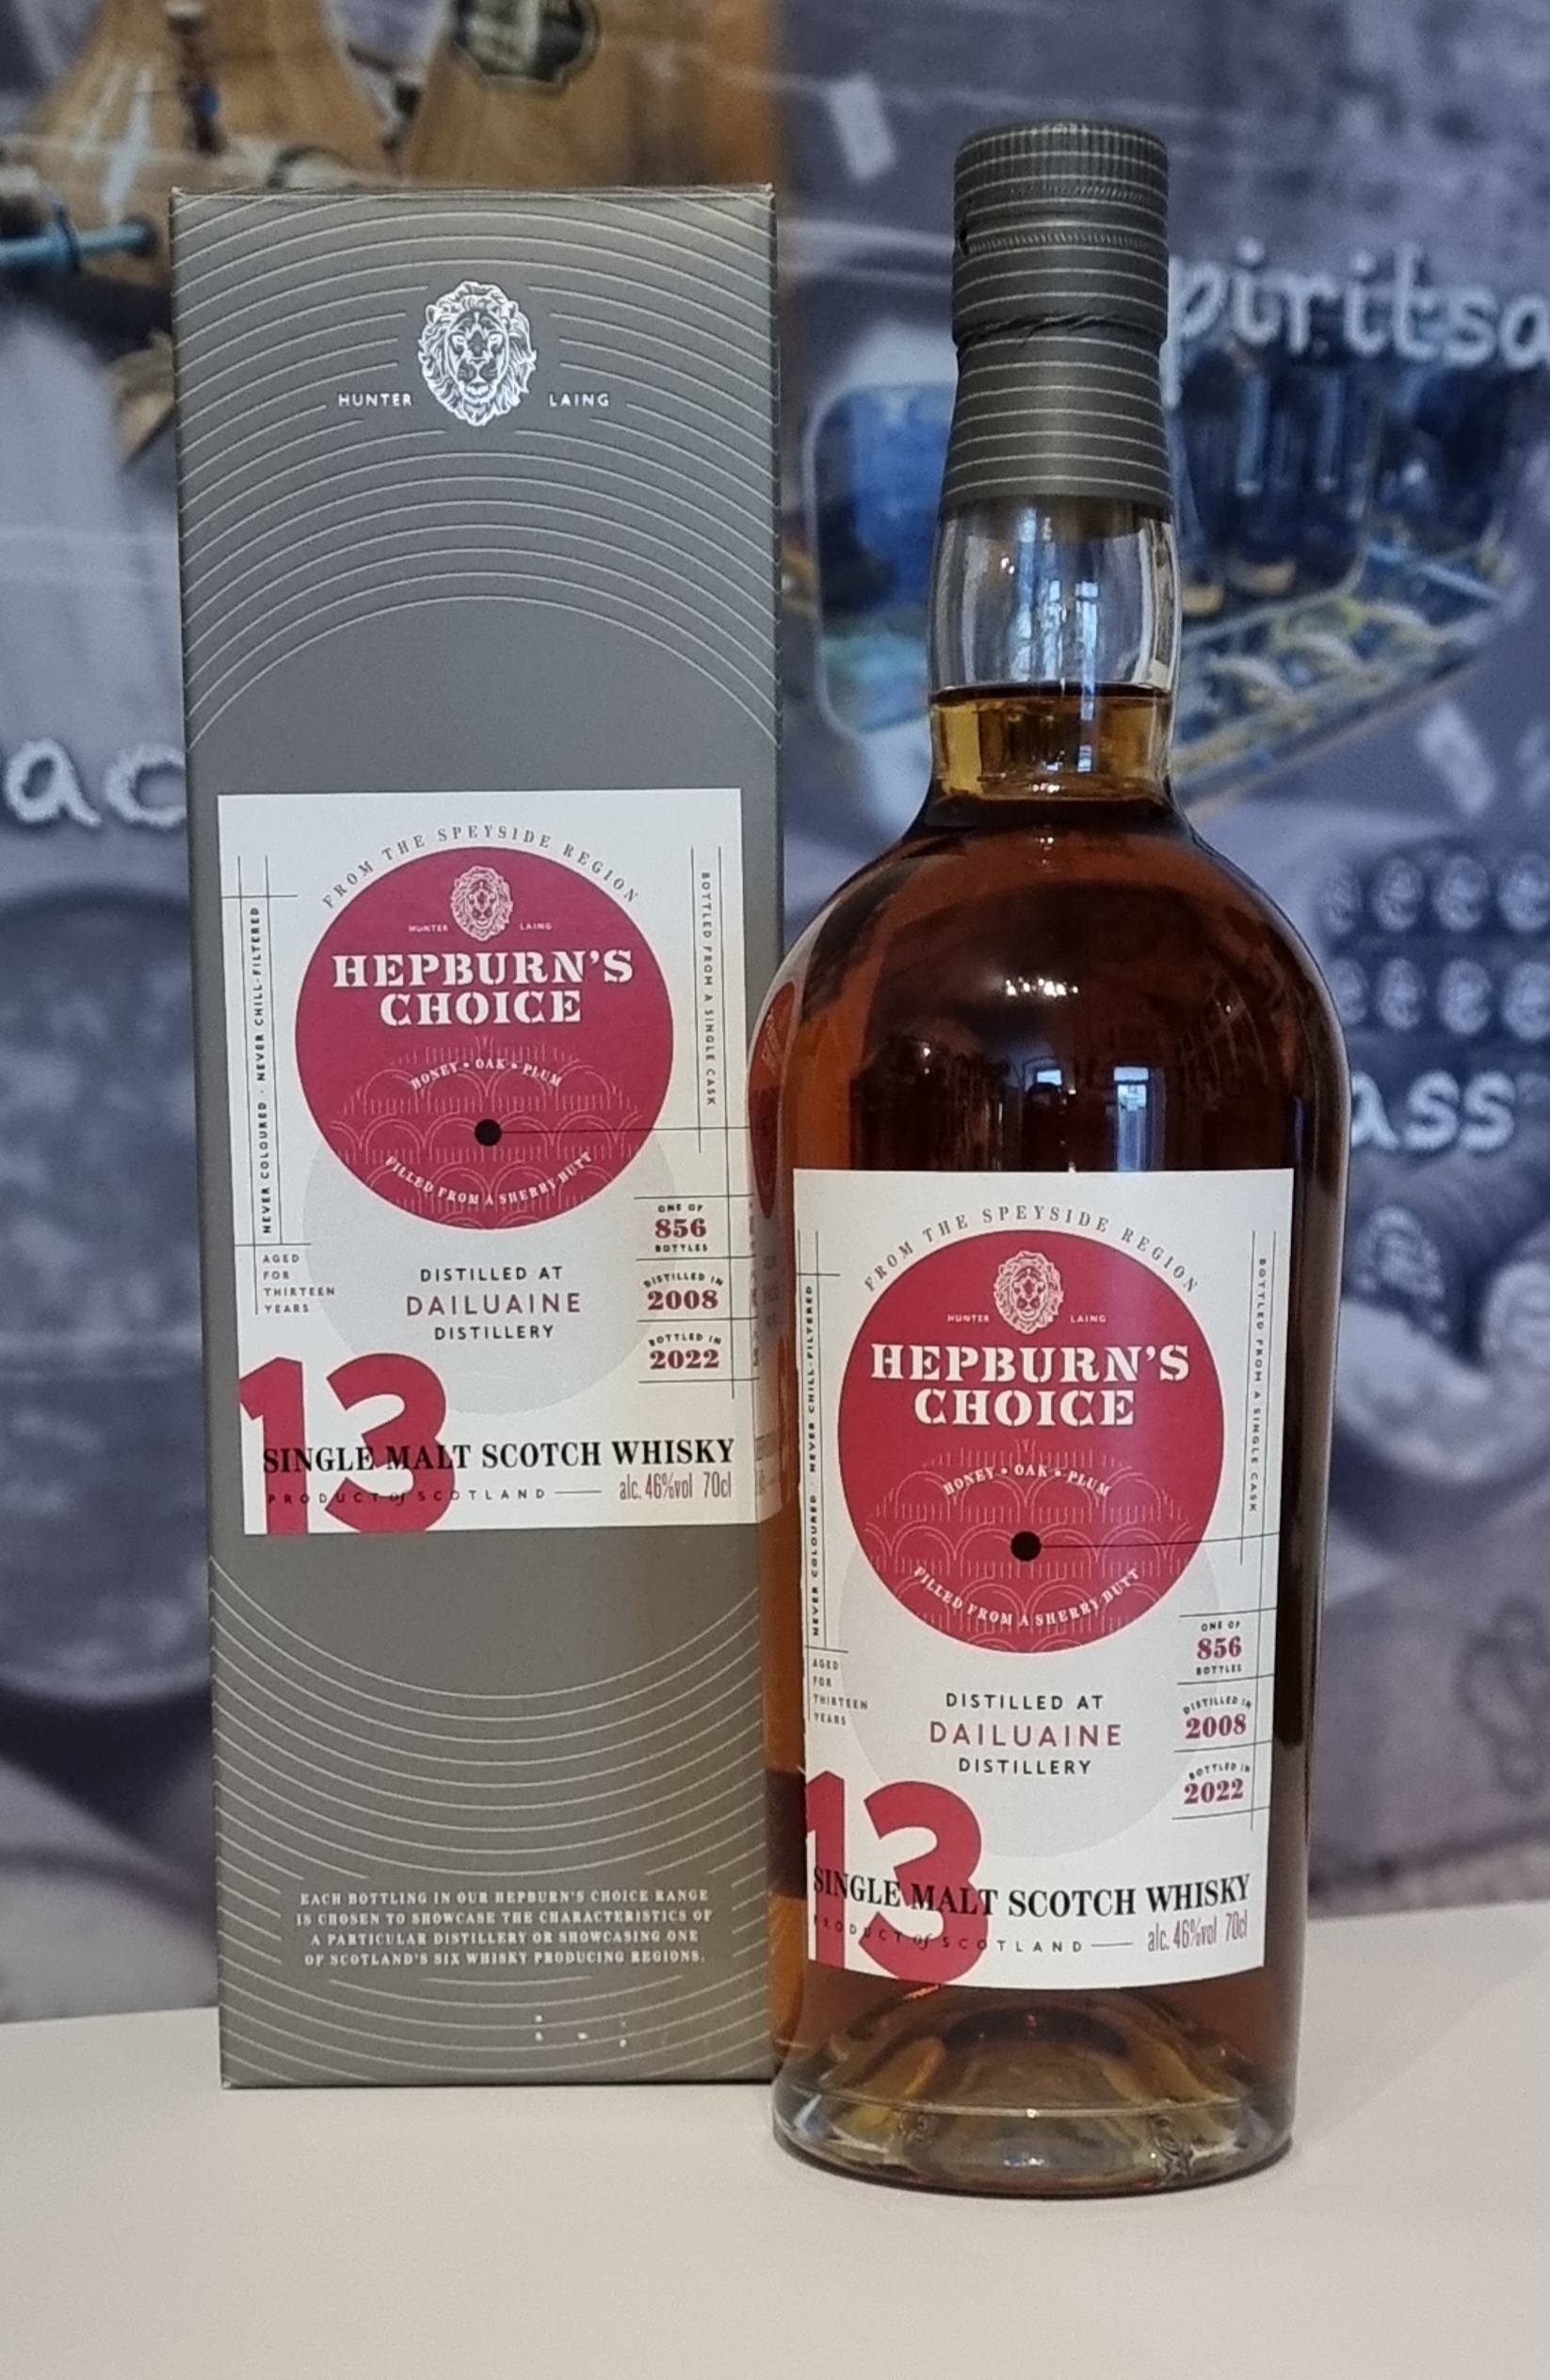 HUNTER LAING
FROM THE SPEYSIDE REGION
HUNTER LAING
HEPBURN'S
CHOICE
HONEY • OAK • PLUM
FILLED FROM A SHERRY BUTT
NEVER COLOURED · NEVER CHILL-FILTERED
BOTTLED FROM A SINGLE CASK
AGED
FOR
THIRTEEN
YEARS
ONE OF
856
BOTTLES
DISTILLED IN
2008
BOTTLED IN
2022
DISTILLED AT
DAILUAINE
DISTILLERY
13
SINGLE MALT SCOTCH WHISKY
PRODUCT of SCOTLAND
alc. 46%vol 70cl
EACH BOTTLING IN OUR HEPBURN'S CHOICE RANGE
IS CHOSEN TO SHOWCASE THE CHARACTERISTICS OF
A PARTICULAR DISTILLERY OR SHOWCASING ONE
OF SCOTLAND'S SIX WHISKY PRODUCING REGIONS.
FROM THE SPEYSIDE REGION
HUNTER LAING
HEPBURN'S
CHOICE
HONEY • OAK • PLUM
FILLED FROM A SHERRY BUTT
NEVER COLOURED · NEVER CHILL-FILTERED
BOTTLED FROM A SINGLE CASK
AGED
FOR
THIRTEEN
YEARS
ONE OF
856
BOTTLES
DISTILLED IN
2008
BOTTLED IN
2022
DISTILLED AT
DAILUAINE
DISTILLERY
13
SINGLE MALT SCOTCH WHISKY
PRODUCT of SCOTLAND
alc. 46%vol 70cl